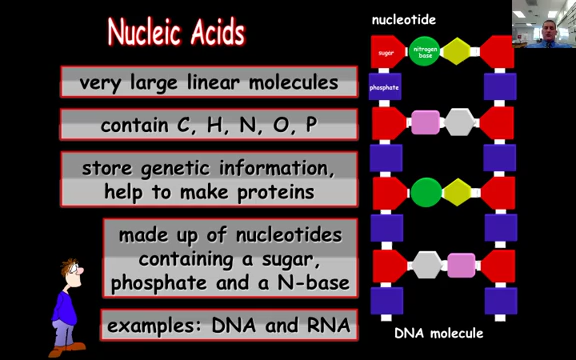 Nucleic Acids
very large linear molecules
contain C, H, N, O, P
store genetic information,
help to make proteins
made up of nucleotides
containing a sugar,
phosphate and a N-base
examples: DNA and RNA
nucleotide
sugar
nitrogen
base
phosphate
DNA molecule